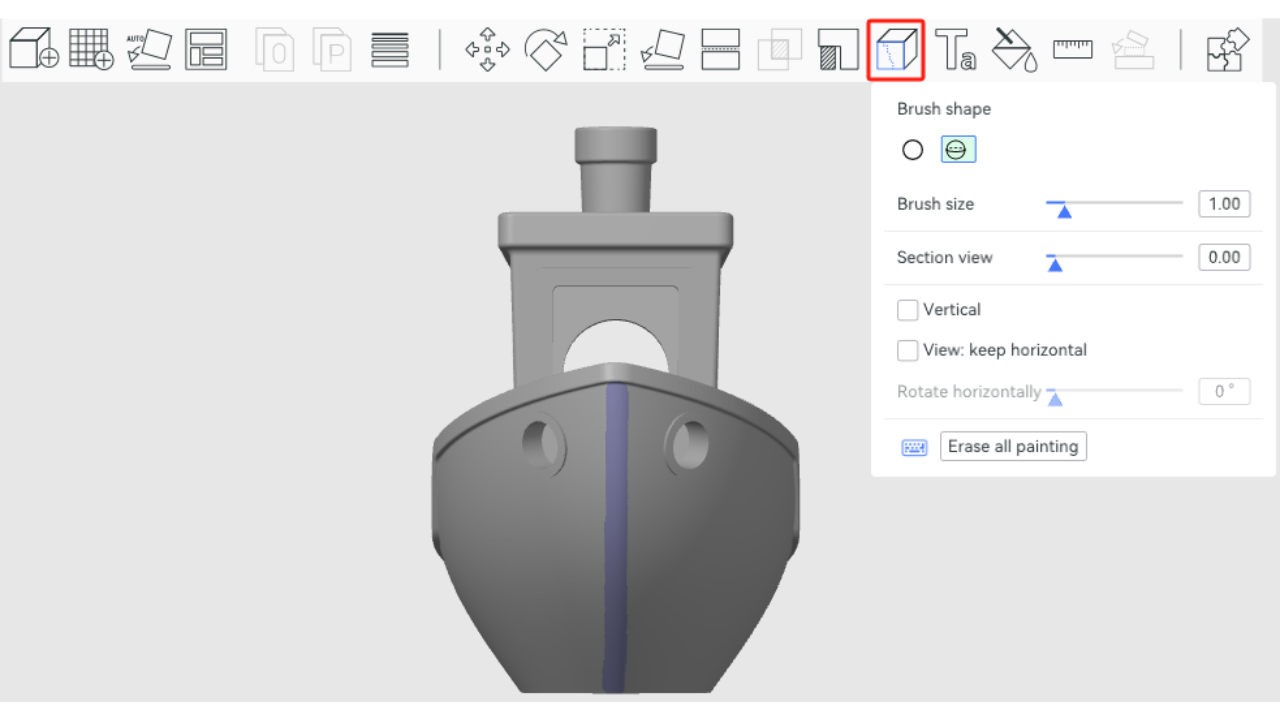 AUTO
O
P
Ta
Brush shape
Brush size 1.00
Section view 0.00
Vertical
View: keep horizontal
Rotate horizontally 0 °
Erase all painting